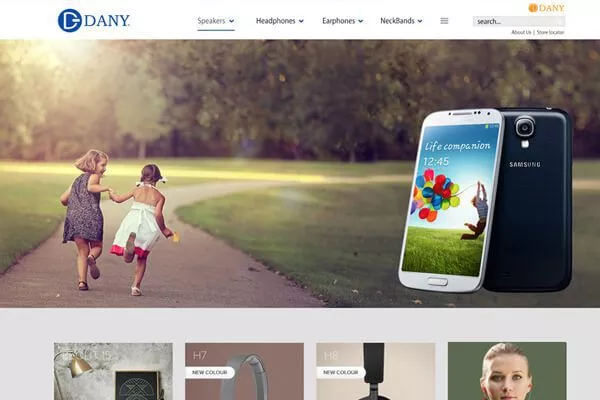 DANY
DANY
Speakers Headphones Earphones NeckBands
search...
About Us | Store locator
Life companion
12:45
SAMSUNG
H7
H8
NEW COLOUR
NEW COLOUR